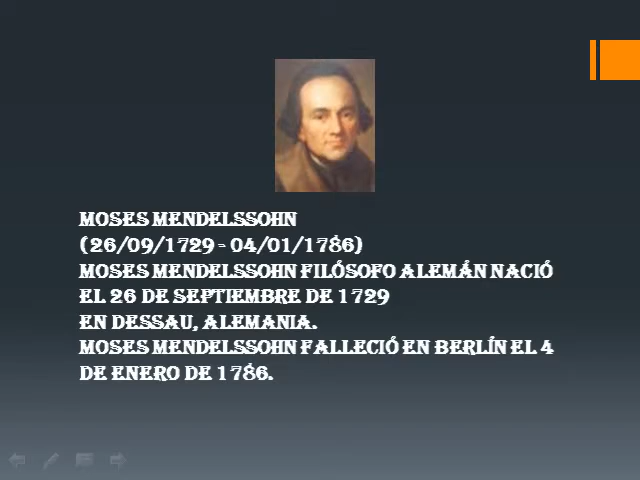 MOSES MENDELSSOHN
(26/09/1729 - 04/01/1786)
MOSES MENDELSSOHN FILÓSOFO ALEMÁN NACIÓ
EL 26 DE SEPTIEMBRE DE 1729
EN DESSAU, ALEMANIA.
MOSES MENDELSSOHN FALLECIÓ EN BERLÍN EL 4
DE ENERO DE 1786.